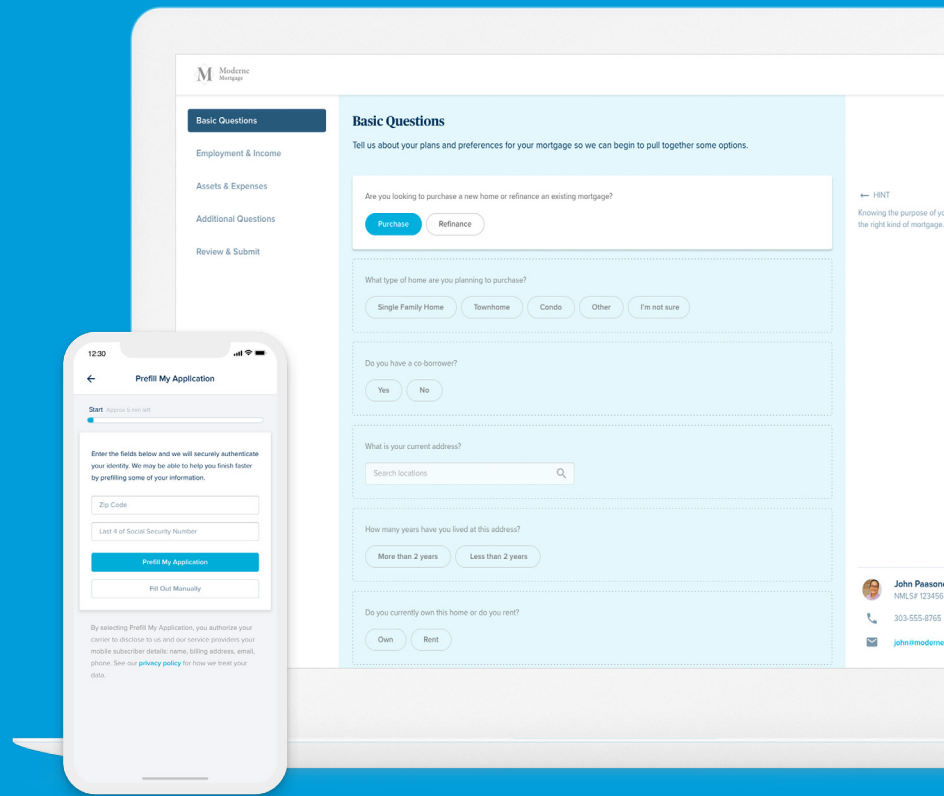 M Moderne
Mortgage
Basic Questions
Employment & Income
Assets & Expenses
Additional Questions
Review & Submit
Basic Questions
Tell us about your plans and preferences for your mortgage so we can begin to pull together some options.
Are you looking to purchase a new home or refinance an existing mortgage?
Purchase Refinance
What type of home are you planning to purchase?
Single Family Home Townhome Condo Other I'm not sure
Do you have a co-borrower?
Yes No
What is your current address?
Search locations
How many years have you lived at this address?
More than 2 years Less than 2 years
Do you currently own this home or do you rent?
Own Rent
← HINT
Knowing the purpose of
the right kind of mortgage.
John
NMLS# 123456
303-555-8765
john@moderne
12:30
Prefill My Application
Start Approx 5 min left
Enter the fields below and we will securely authenticate
your identity. We may be able to help you finish faster
by prefilling some of your information.
Zip Code
Last 4 of Social Security Number
Prefill My Application
Fill Out Manually
By selecting Prefill My Application, you authorize your
carrier to disclose to us and our service providers your
mobile subscriber details: name, billing address, email,
phone. See our privacy policy for how we treat your
data.